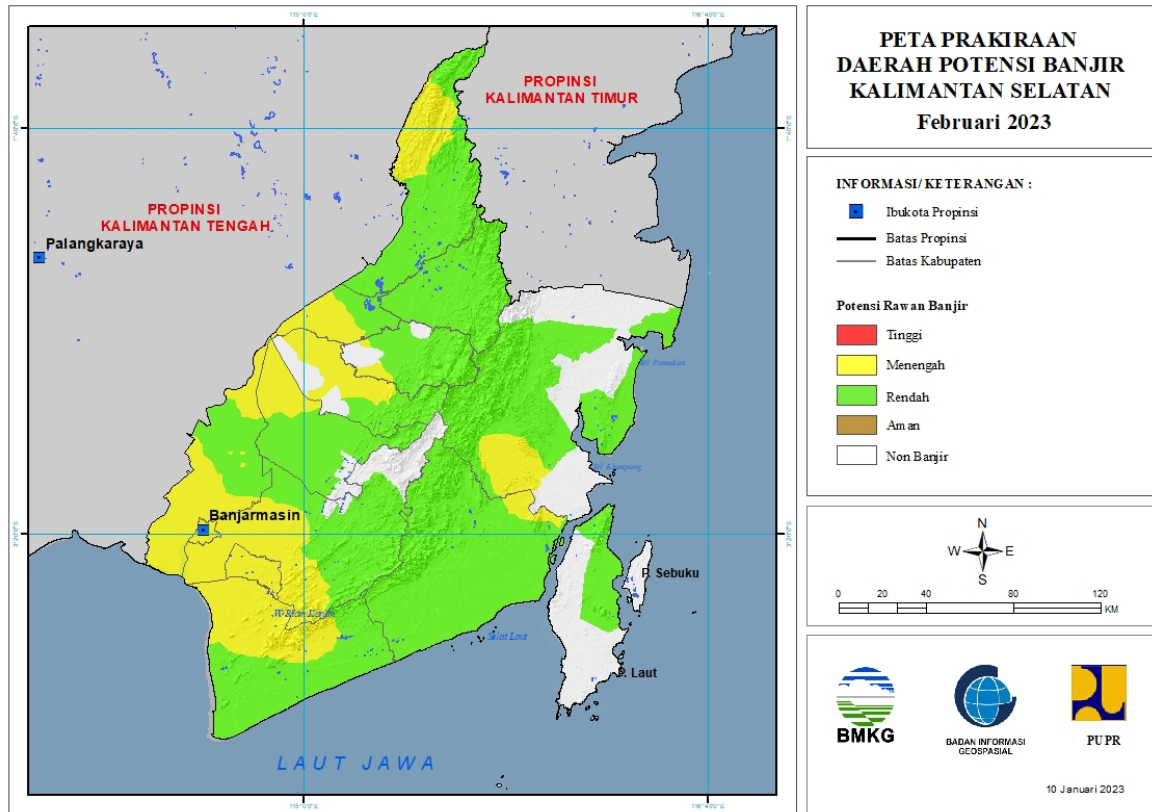 PETA PRAKIRAAN
DAERAH POTENSI BANJIR
KALIMANTAN SELATAN
Februari 2023
INFORMASI/ KETERANGAN :
Ibukota Propinsi
Batas Propinsi
Batas Kabupaten
Potensi Rawan Banjir
Tinggi
Menengah
Rendah
Aman
Non Banjir
N
W E
S
0 20 40 80 120
KM
BMKG
BADAN INFORMASI
GEOSPASIAL
PUPR
10 Januari 2023
PROPINSI
KALIMANTAN TIMUR
PROPINSI
KALIMANTAN TENGAH
Palangkaraya
Banjarmasin
P. Sebuku
P. Laut
Selat Laut
LAUT JAWA